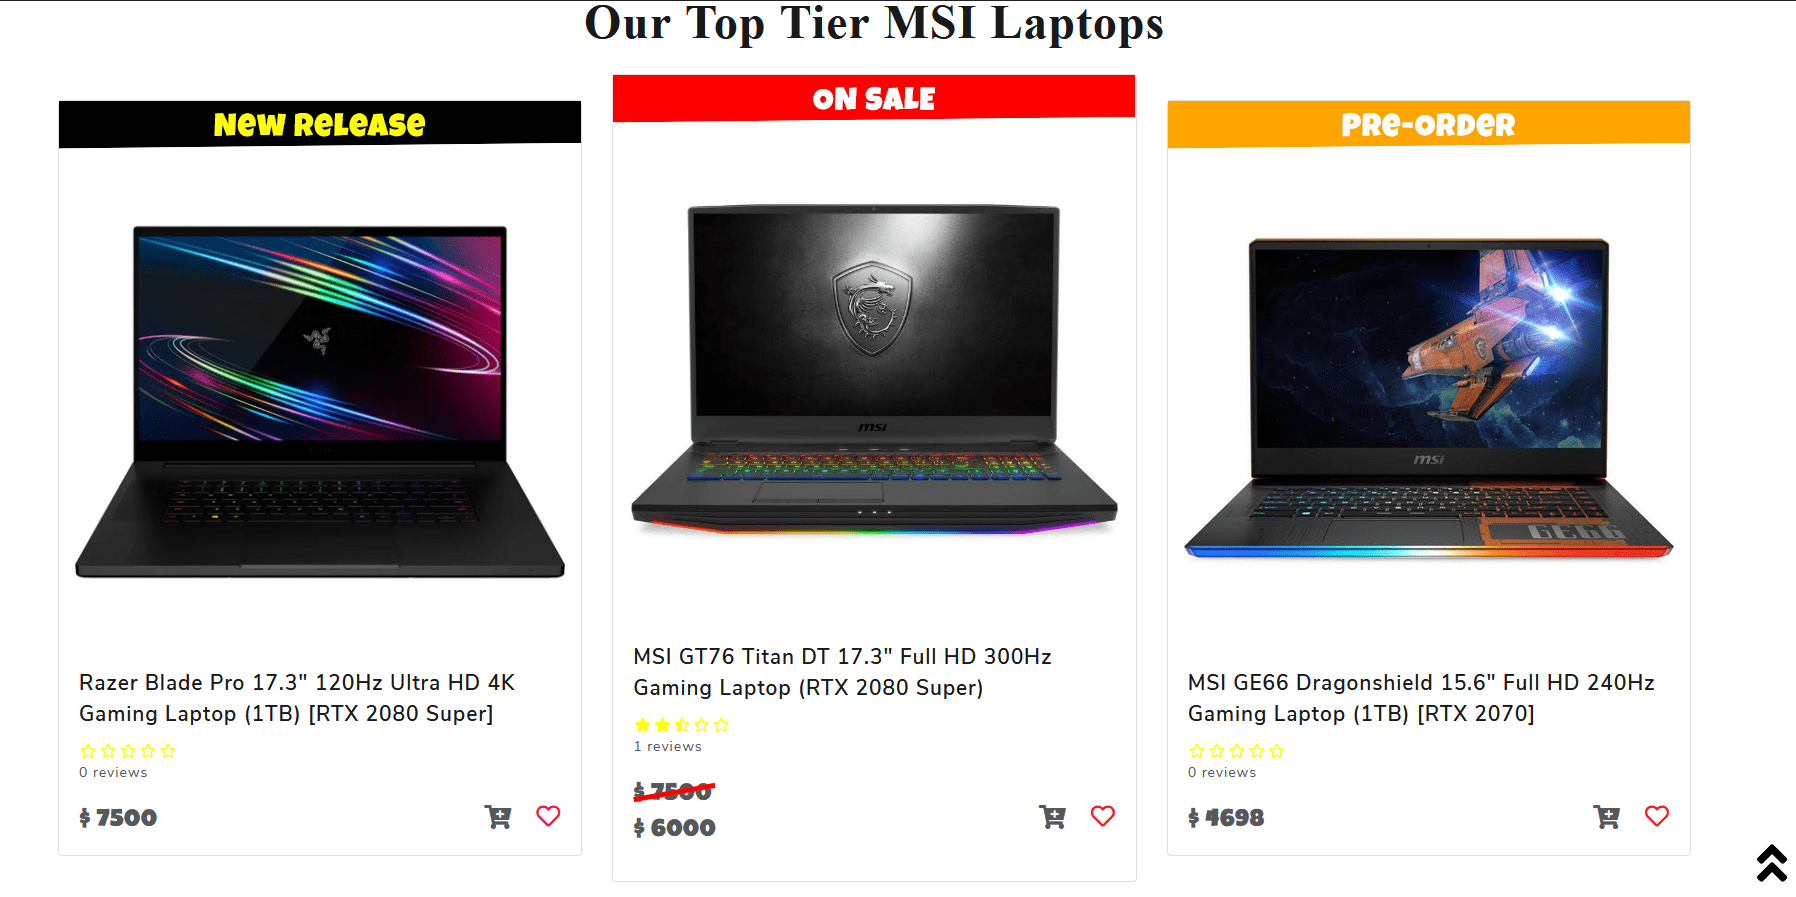 Our Top Tier MSI Laptops
New Release
Razer Blade Pro 17.3" 120Hz Ultra HD 4K
Gaming Laptop (1TB) [RTX 2080 Super]
0 reviews
$ 7500
ON SALE
msi
MSI GT76 Titan DT 17.3" Full HD 300Hz
Gaming Laptop (RTX 2080 Super)
1 reviews
$ 7500
$ 6000
Pre-Order
msi
GE66
MSI GE66 Dragonshield 15.6" Full HD 240Hz
Gaming Laptop (1TB) [RTX 2070]
0 reviews
$ 4698